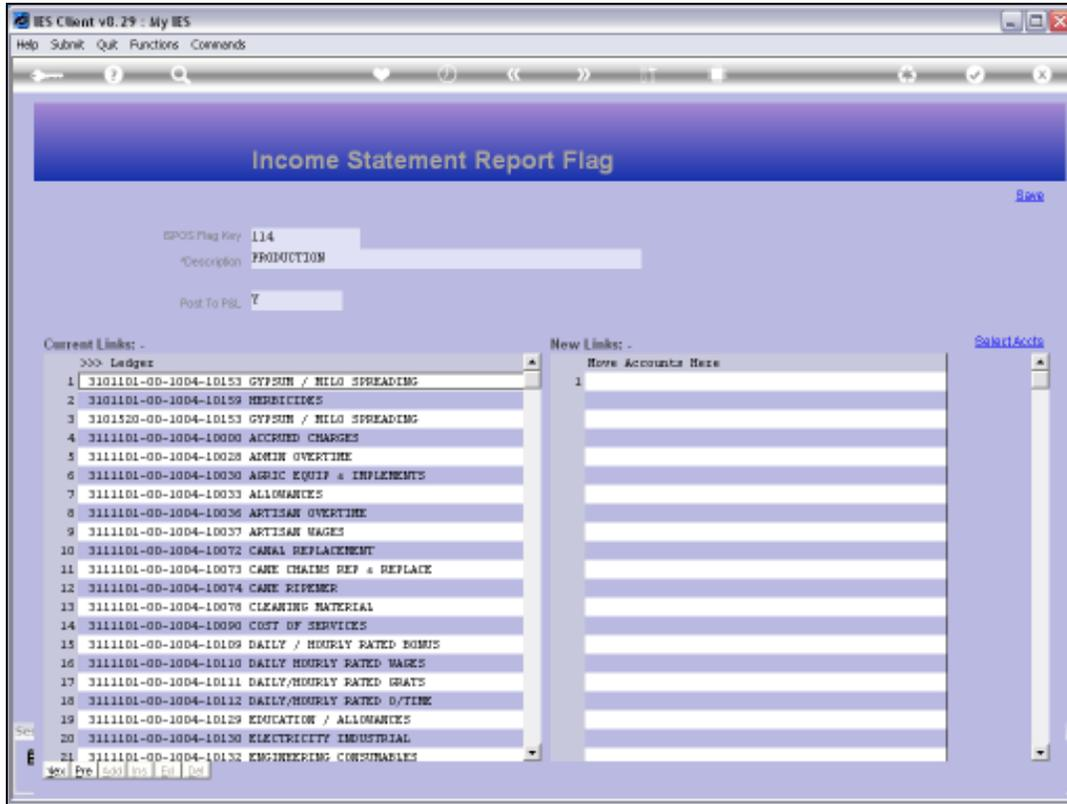 IES Client v8.29 : My IES
Help Submit Quit Functions Commands
Income Statement Report Flag
Save
ISPOS Flag Key 114
*Description PRODUCTION
Post To P&L Y
Current Links: -
New Links: -
Select Accts
>>> Ledger
Move Accounts Here
1 3101101-00-1004-10153 GYPSUM / MILO SPREADING
1
2 3101101-00-1004-10159 HERBICIDES
3 3101520-00-1004-10153 GYPSUM / MILO SPREADING
4 3111101-00-1004-10000 ACCRUED CHARGES
5 3111101-00-1004-10028 ADMIN OVERTIME
6 3111101-00-1004-10030 AGRIC EQUIP & IMPLEMENTS
7 3111101-00-1004-10033 ALLOWANCES
8 3111101-00-1004-10036 ARTISAN OVERTIME
9 3111101-00-1004-10037 ARTISAN WAGES
10 3111101-00-1004-10072 CANAL REPLACEMENT
11 3111101-00-1004-10073 CANE CHAINS REP & REPLACE
12 3111101-00-1004-10074 CANE RIPENER
13 3111101-00-1004-10078 CLEANING MATERIAL
14 3111101-00-1004-10090 COST OF SERVICES
15 3111101-00-1004-10109 DAILY / HOURLY RATED BONUS
16 3111101-00-1004-10110 DAILY HOURLY RATED WAGES
17 3111101-00-1004-10111 DAILY/HOURLY RATED GRATS
18 3111101-00-1004-10112 DAILY/HOURLY RATED O/TIME
19 3111101-00-1004-10129 EDUCATION / ALLOWANCES
20 3111101-00-1004-10130 ELECTRICITY INDUSTRIAL
21 3111101-00-1004-10132 ENGINEERING CONSUMABLES
Nex Pre Add Ins Ed Del